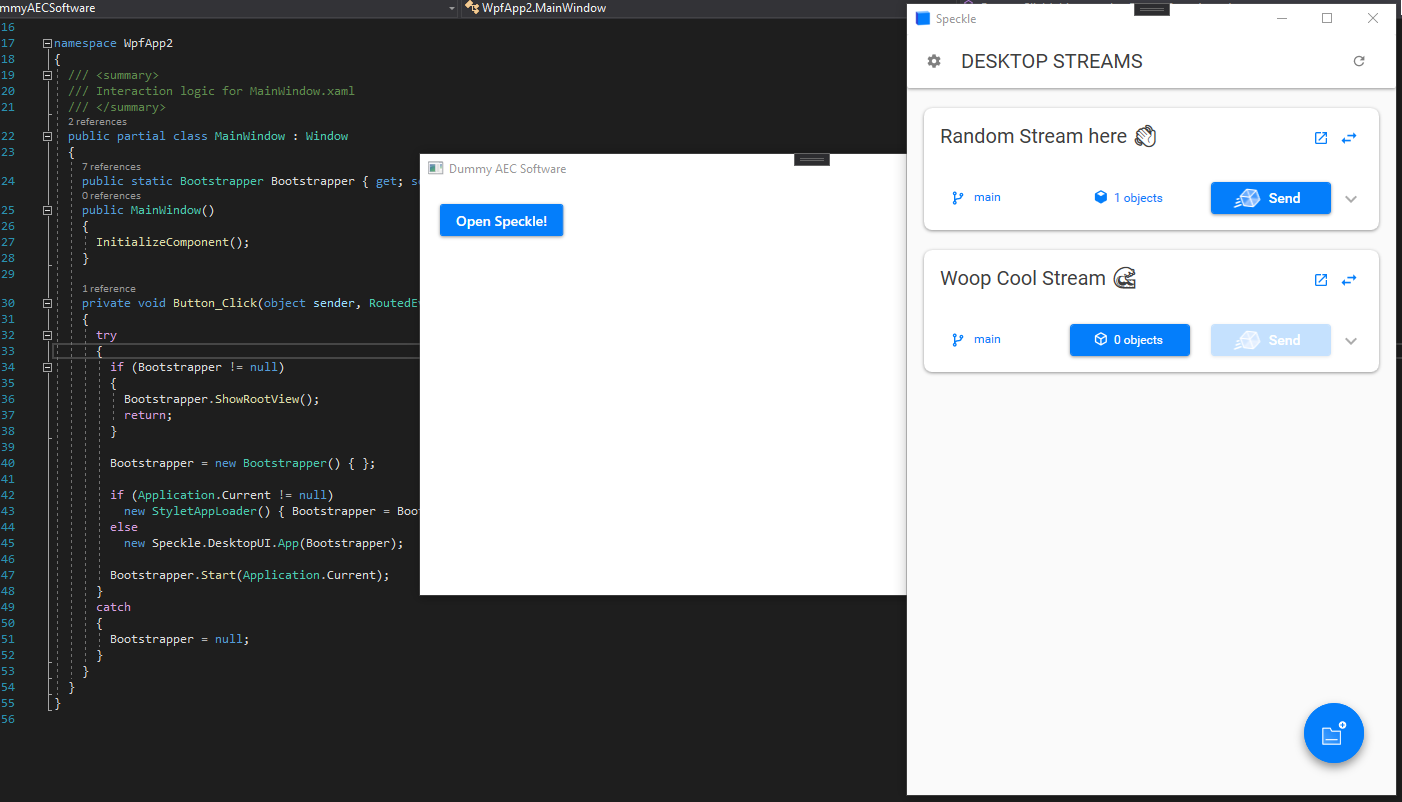 mmyAECSoftware
WpfApp2.MainWindow
16
17 namespace WpfApp2
18 {
19 /// <summary>
20 /// Interaction logic for MainWindow.xaml
21 /// </summary>
2 references
22 public partial class MainWindow : Window
23 {
7 references
24 public static Bootstrapper Bootstrapper { get; s
0 references
25 public MainWindow()
26 {
27 InitializeComponent();
28 }
29
1 reference
30 private void Button_Click(object sender, RoutedE
31 {
32 try
33 {
34 if (Bootstrapper != null)
35 {
36 Bootstrapper.ShowRootView();
37 return;
38 }
39
40 Bootstrapper = new Bootstrapper() { };
41
42 if (Application.Current != null)
43 new StyletAppLoader() { Bootstrapper = Boot
44 else
45 new Speckle.DesktopUI.App(Bootstrapper);
46
47 Bootstrapper.Start(Application.Current);
48 }
49 catch
50 {
51 Bootstrapper = null;
52 }
53 }
54 }
55 }
56
Dummy AEC Software
Open Speckle!
Speckle
DESKTOP STREAMS
Random Stream here 👏
main 1 objects Send
Woop Cool Stream
main 0 objects Send